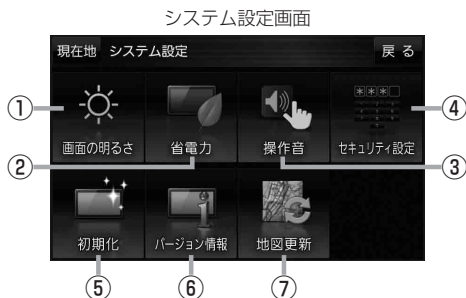 システム設定画面
現在地 システム設定 戻る
① 画面の明るさ
② 省電力
③ 操作音
④ セキュリティ設定
⑤ 初期化
⑥ バージョン情報
⑦ 地図更新